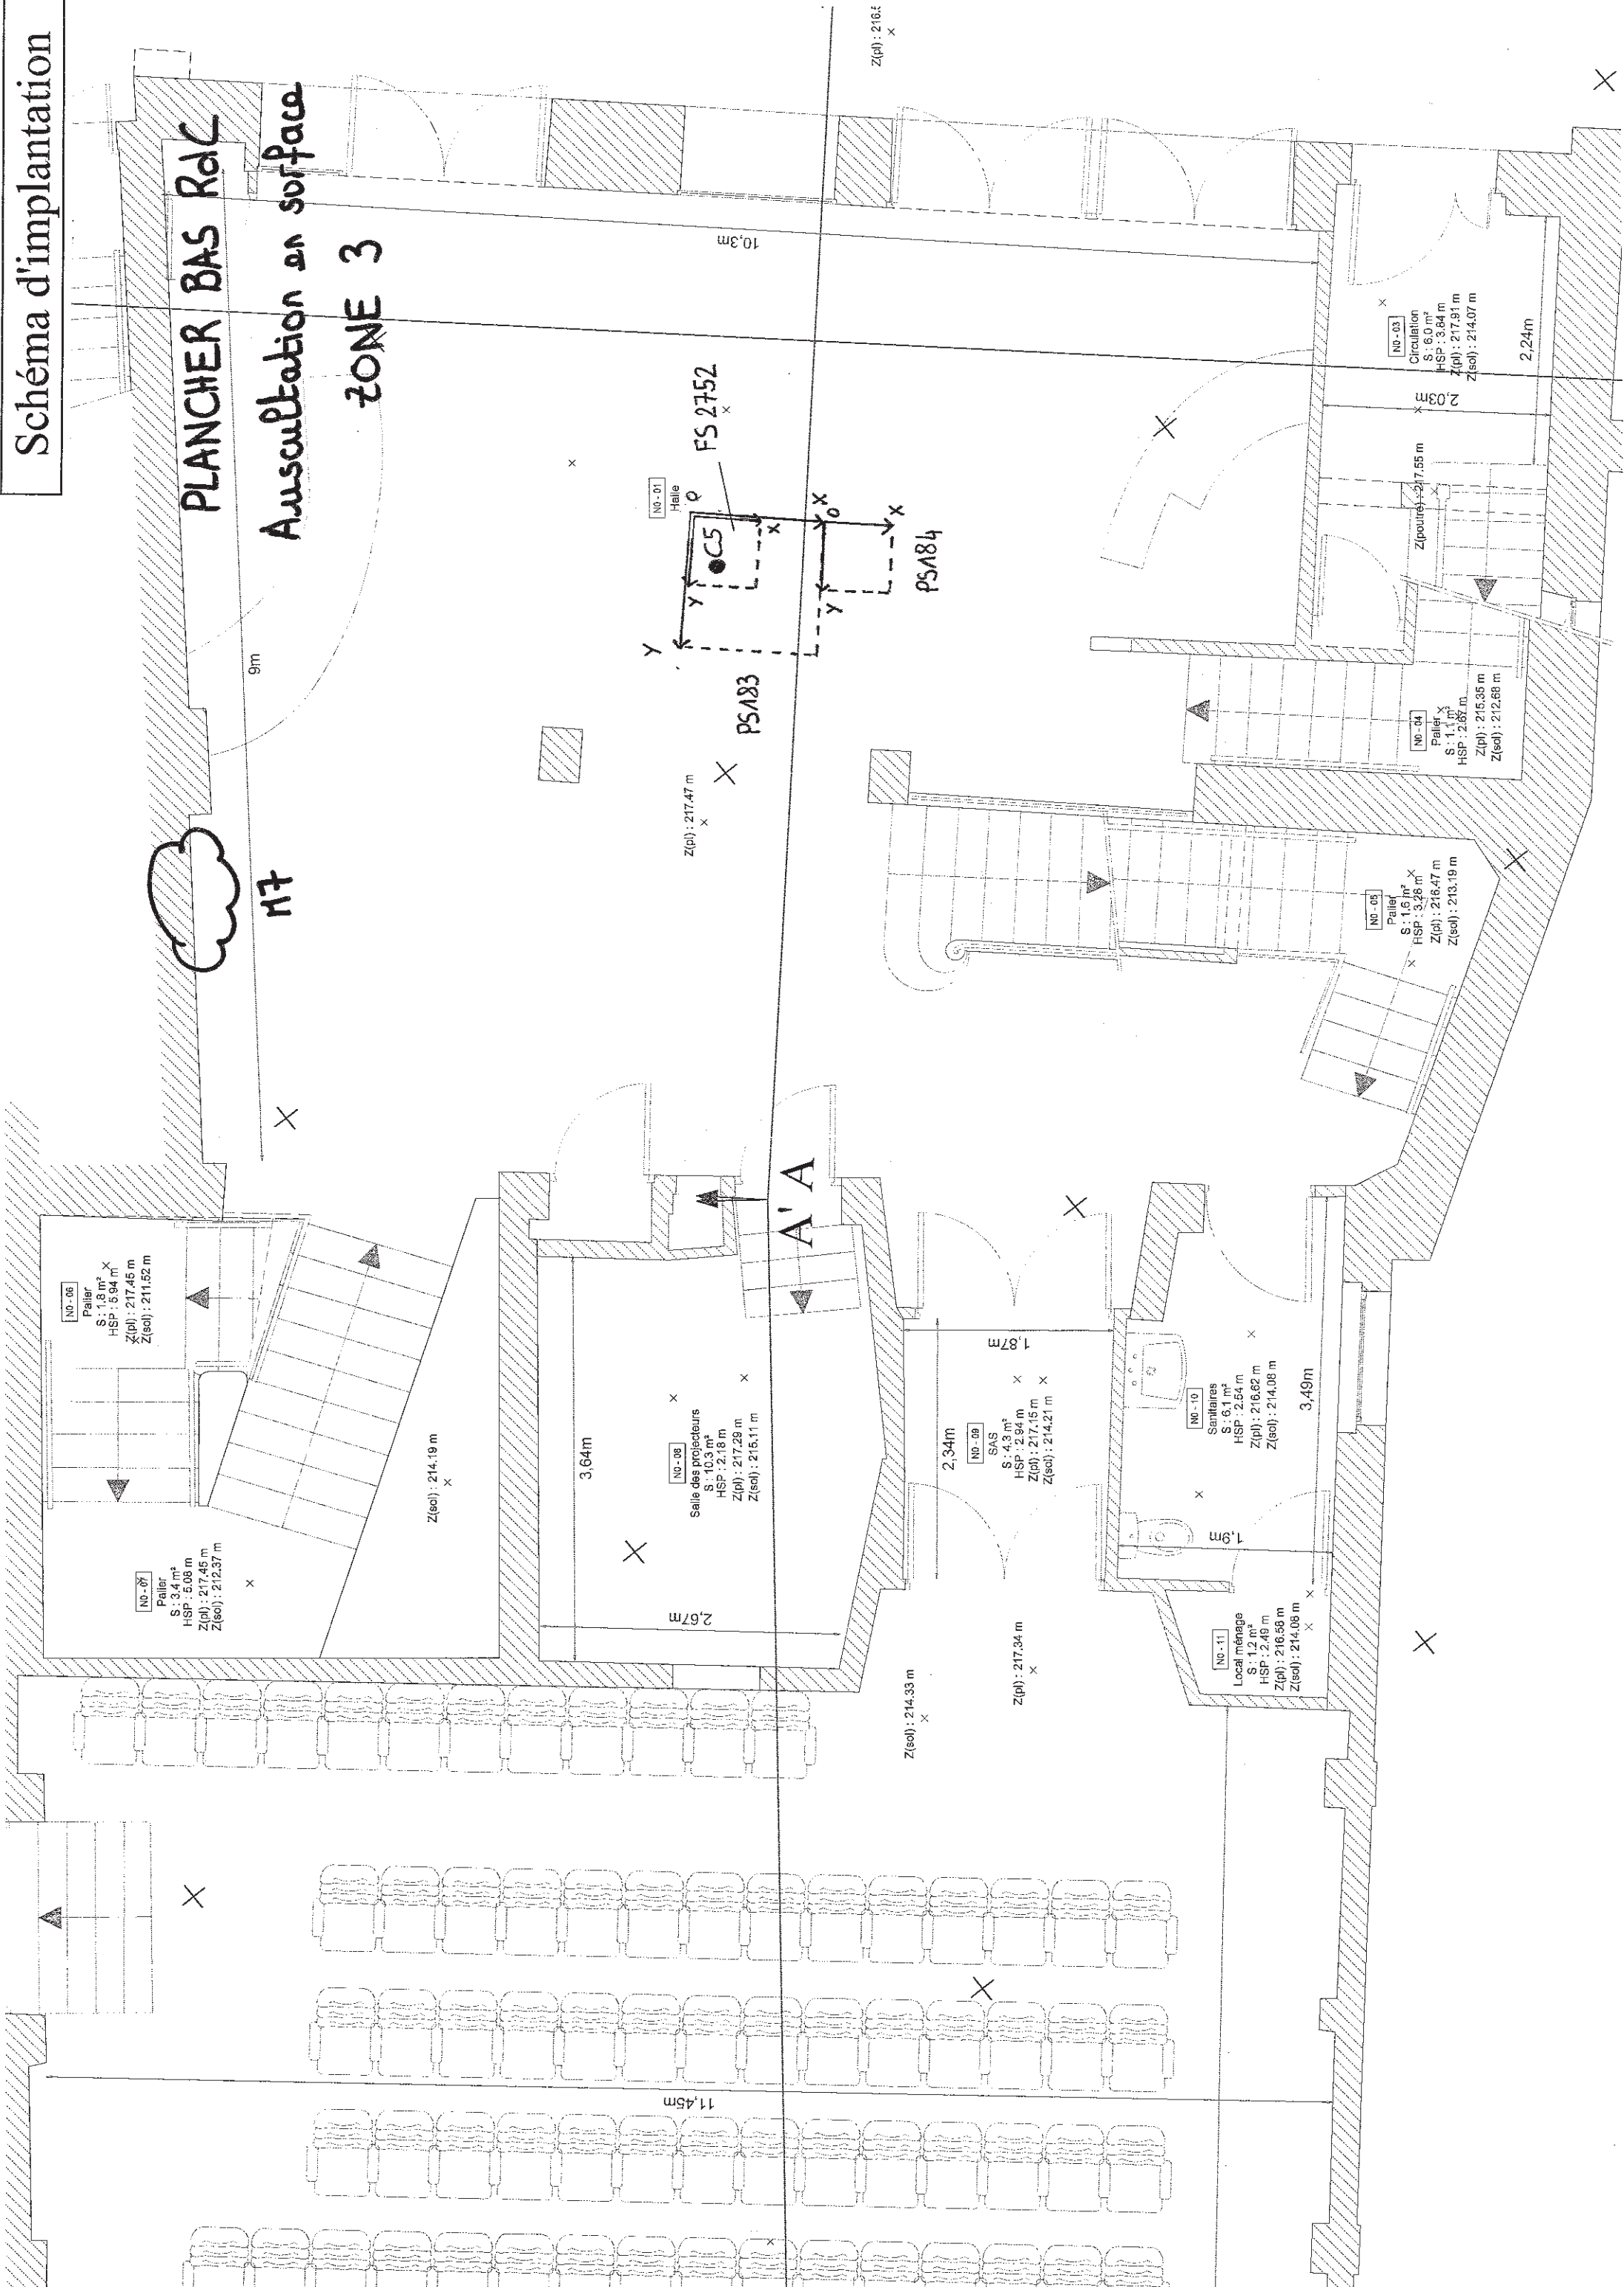 Schéma d'implantation
PLANCHER BAS RdC
Auscultation en surface
ZONE 3
10,3m
9m
M7
N0-01
Halle
FS 2752
C5
O
X
Y
Y
PS183
X
O
X
Y
PS184
Z(pl) : 217.47 m
N0-03
Circulation
S : 6.0 m²
HSP : 3.84 m
Z(pl) : 217.91 m
Z(sol) : 214.07 m
2,24m
2,03m
Z(poutre) : 217.55 m
N0-04
Palier
S : 1.1 m²
HSP : 2.67 m
Z(pl) : 215.35 m
Z(sol) : 212.68 m
N0-05
Palier
S : 1.6 m²
HSP : 3.28 m
Z(pl) : 216.47 m
Z(sol) : 213.19 m
A' A
N0-06
Palier
S : 1.8 m²
HSP : 5.94 m
Z(pl) : 217.45 m
Z(sol) : 211.52 m
N0-07
Palier
S : 3.4 m²
HSP : 5.08 m
Z(pl) : 217.45 m
Z(sol) : 212.37 m
Z(sol) : 214.19 m
3,64m
N0-08
Salle des projecteurs
S : 10.3 m²
HSP : 2.18 m
Z(pl) : 217.29 m
Z(sol) : 215.11 m
2,67m
1,87m
2,34m
N0-09
SAS
S : 4.3 m²
HSP : 2.94 m
Z(pl) : 217.15 m
Z(sol) : 214.21 m
N0-10
Sanitaires
S : 6.1 m²
HSP : 2.54 m
Z(pl) : 216.62 m
Z(sol) : 214.08 m
3,49m
1,9m
N0-11
Local ménage
S : 1.2 m²
HSP : 2.49 m
Z(pl) : 216.58 m
Z(sol) : 214.08 m
Z(sol) : 214.33 m
Z(pl) : 217.34 m
11,45m